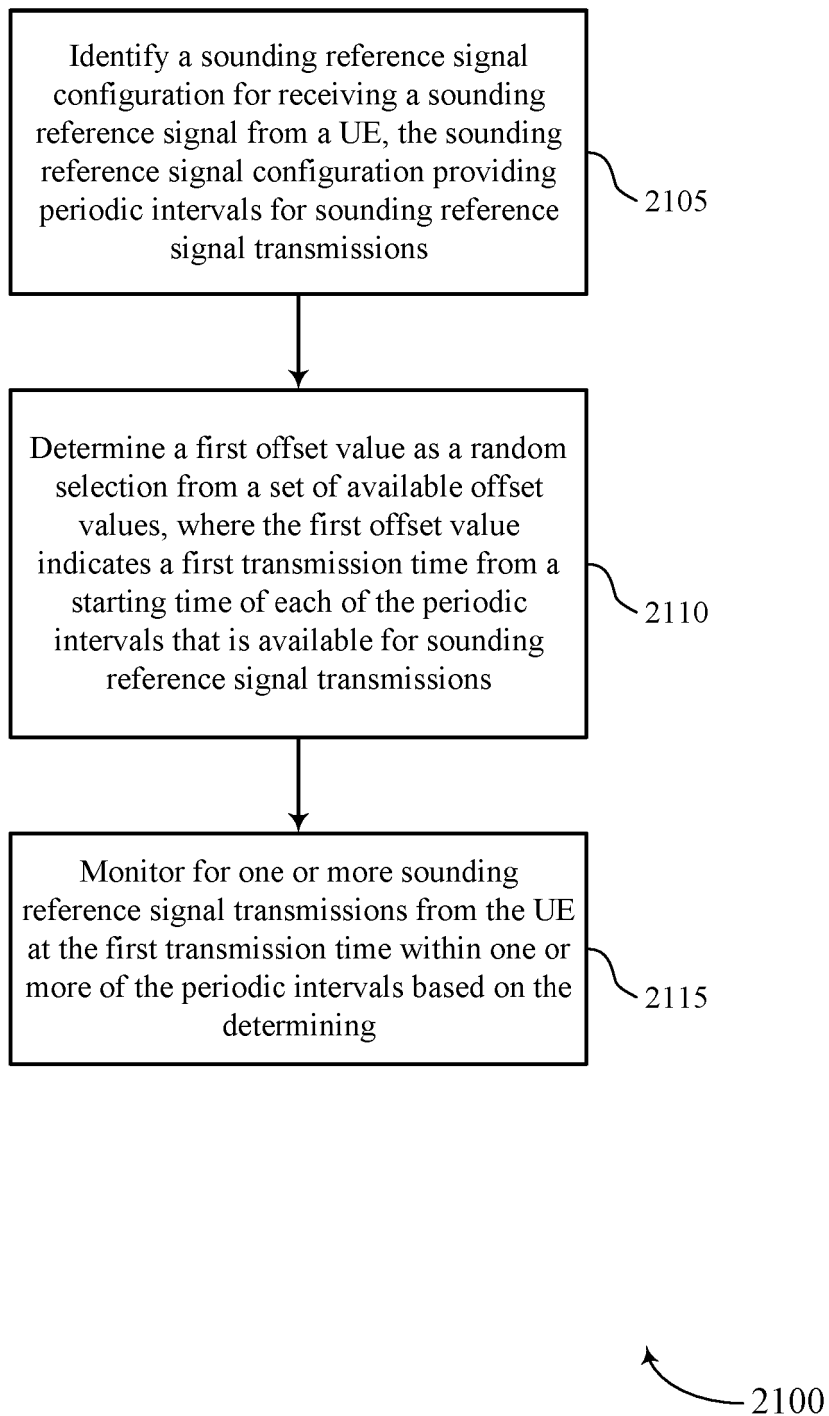 Identify a sounding reference signal
configuration for receiving a sounding
reference signal from a UE, the sounding
reference signal configuration providing
periodic intervals for sounding reference
signal transmissions
2105
Determine a first offset value as a random
selection from a set of available offset
values, where the first offset value
indicates a first transmission time from a
starting time of each of the periodic
intervals that is available for sounding
reference signal transmissions
2110
Monitor for one or more sounding
reference signal transmissions from the UE
at the first transmission time within one or
more of the periodic intervals based on the
determining
2115
2100